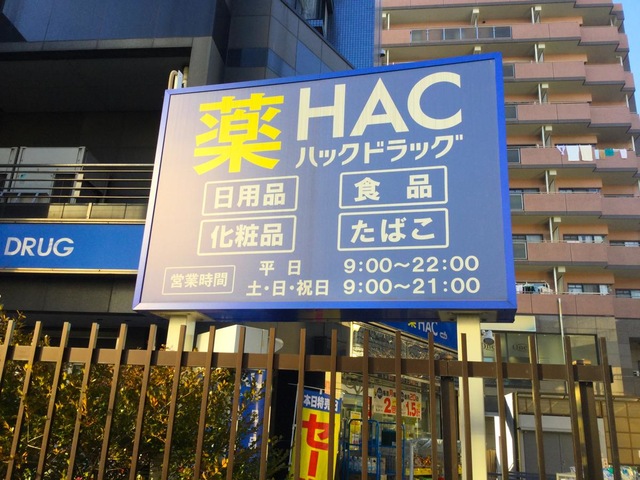 薬 HAC
ハックドラッグ
日用品 食品
化粧品 たばこ
営業時間 平日 9:00〜22:00
土・日・祝日 9:00〜21:00
DRUG
HAC
本日特売日
セー